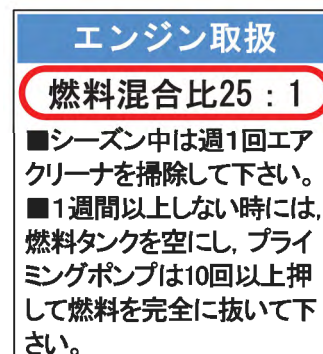 エンジン取扱
燃料混合比25：1
■シーズン中は週1回エア
クリーナを掃除して下さい。
■1週間以上しない時には,
燃料タンクを空にし, プライ
ミングポンプは10回以上押
して燃料を完全に抜いて下
さい。